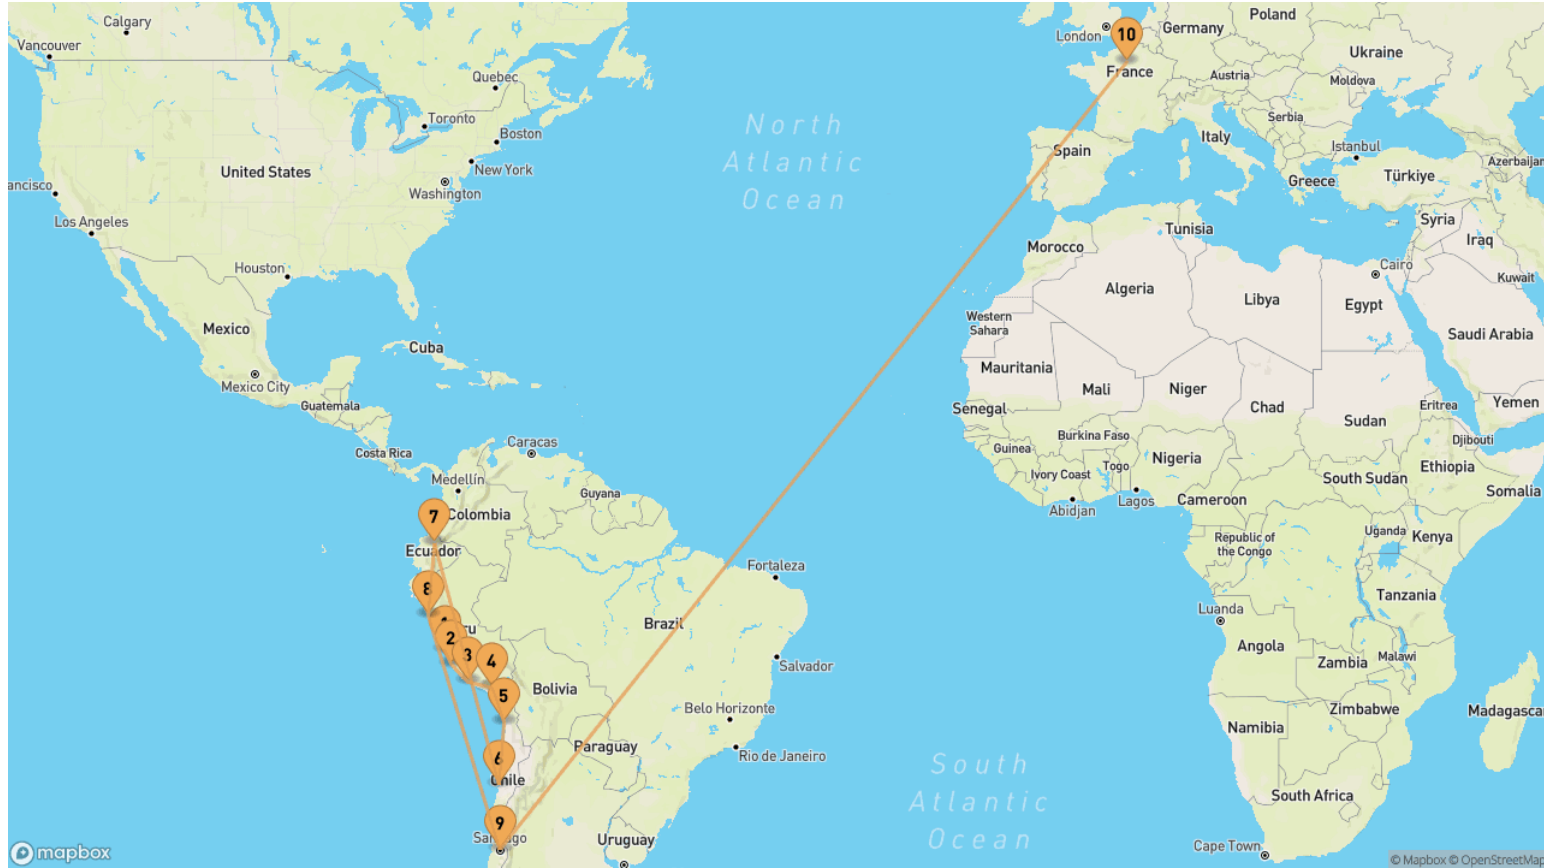 Calgary
Vancouver
Quebec
Toronto
Boston
New York
United States
Washington
ancisco
Los Angeles
Houston
Mexico
Cuba
Mexico City
Guatemala
Costa Rica
Caracas
Medellín
Guyana
Colombia
Ecuador
Fortaleza
Brazil
Salvador
Bolivia
Belo Horizonte
Rio de Janeiro
Paraguay
Chile
Uruguay
North
Atlantic
Ocean
South
Atlantic
Ocean
London
Germany
Poland
Ukraine
France
Austria
Moldova
Serbia
Italy
Spain
Istanbul
Azerbaijan
Greece
Türkiye
Syria
Tunisia
Iraq
Morocco
Cairo
Kuwait
Algeria
Libya
Egypt
Western
Sahara
Saudi Arabia
Mauritania
Mali
Niger
Chad
Sudan
Eritrea
Yemen
Senegal
Burkina Faso
Djibouti
Guinea
Togo
Nigeria
Ivory Coast
Ethiopia
South Sudan
Somalia
Abidjan
Lagos
Cameroon
Republic of
the Congo
Uganda
Kenya
Tanzania
Luanda
Angola
Malawi
Zambia
Zimbabwe
Madagascar
Namibia
South Africa
Cape Town
10
7
8
2
3
4
5
6
9
mapbox
© Mapbox © OpenStreetMap